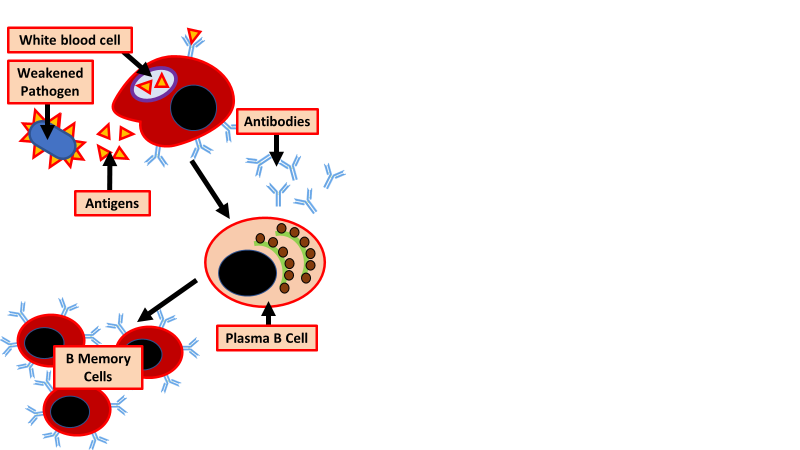 White blood cell
Weakened
Pathogen
Antibodies
Antigens
Plasma B Cell
B Memory
Cells